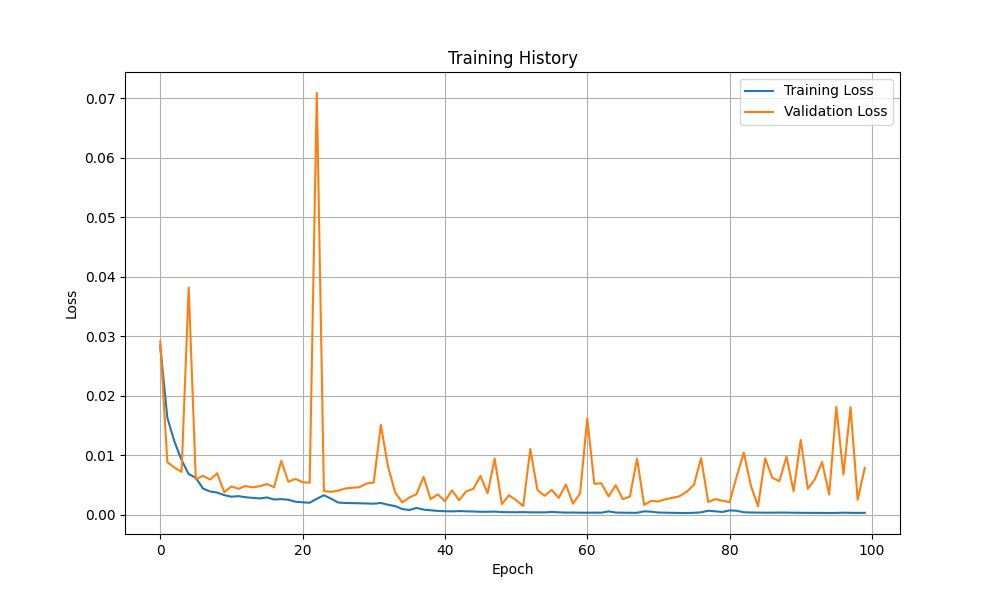 Training History
Training Loss
Validation Loss
0.07
0.06
0.05
0.04
0.03
0.02
0.01
0.00
Loss
0 20 40 60 80 100
Epoch